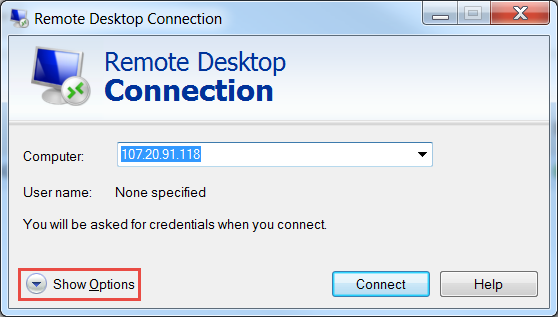 Remote Desktop Connection
Remote Desktop
Connection
Computer: 107.20.91.118
User name: None specified
You will be asked for credentials when you connect.
Show Options Connect Help